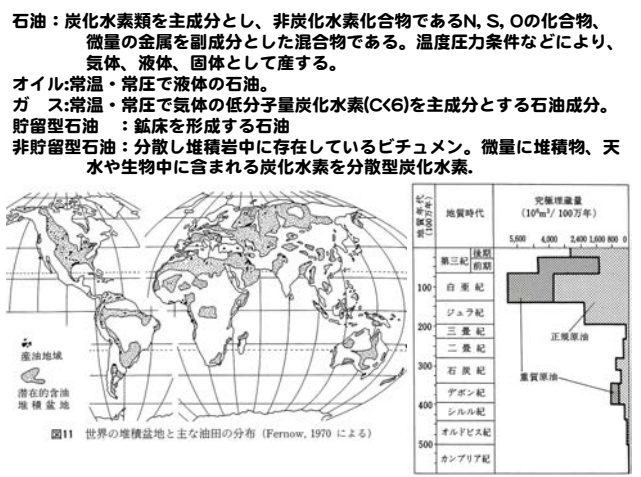 石油：炭化水素類を主成分とし、非炭化水素化合物であるN, S, Oの化合物、
微量の金属を副成分とした混合物である。温度圧力条件などにより、
気体、液体、固体として産する。
オイル:常温・常圧で液体の石油。
ガ　ス:常温・常圧で気体の低分子量炭化水素(C<6)を主成分とする石油成分。
貯留型石油　：鉱床を形成する石油
非貯留型石油：分散し堆積岩中に存在しているビチュメン。微量に堆積物、天
水や生物中に含まれる炭化水素を分散型炭化水素.
産油地域
潜在的含油
堆積盆地
図11　世界の堆積盆地と主な油田の分布 (Fernow, 1970 による)
地質年代
(100万年)
地質時代
究極埋蔵量
(10⁶m³/100万年)
5,600 4,000 2,400 1,600 800 0
第三紀
後期
前期
100
白亜紀
ジュラ紀
正規原油
200
三畳紀
二畳紀
300
石炭紀
重質原油
デボン紀
400
シルル紀
オルドビス紀
500
カンブリア紀